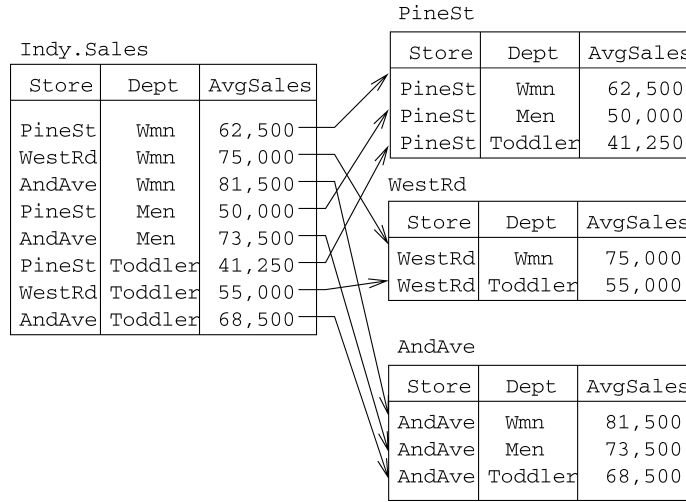 Indy.Sales
Store Dept AvgSales
PineSt Wmn 62,500
WestRd Wmn 75,000
AndAve Wmn 81,500
PineSt Men 50,000
AndAve Men 73,500
PineSt Toddler 41,250
WestRd Toddler 55,000
AndAve Toddler 68,500
PineSt
Store Dept AvgSales
PineSt Wmn 62,500
PineSt Men 50,000
PineSt Toddler 41,250
WestRd
Store Dept AvgSales
WestRd Wmn 75,000
WestRd Toddler 55,000
AndAve
Store Dept AvgSales
AndAve Wmn 81,500
AndAve Men 73,500
AndAve Toddler 68,500